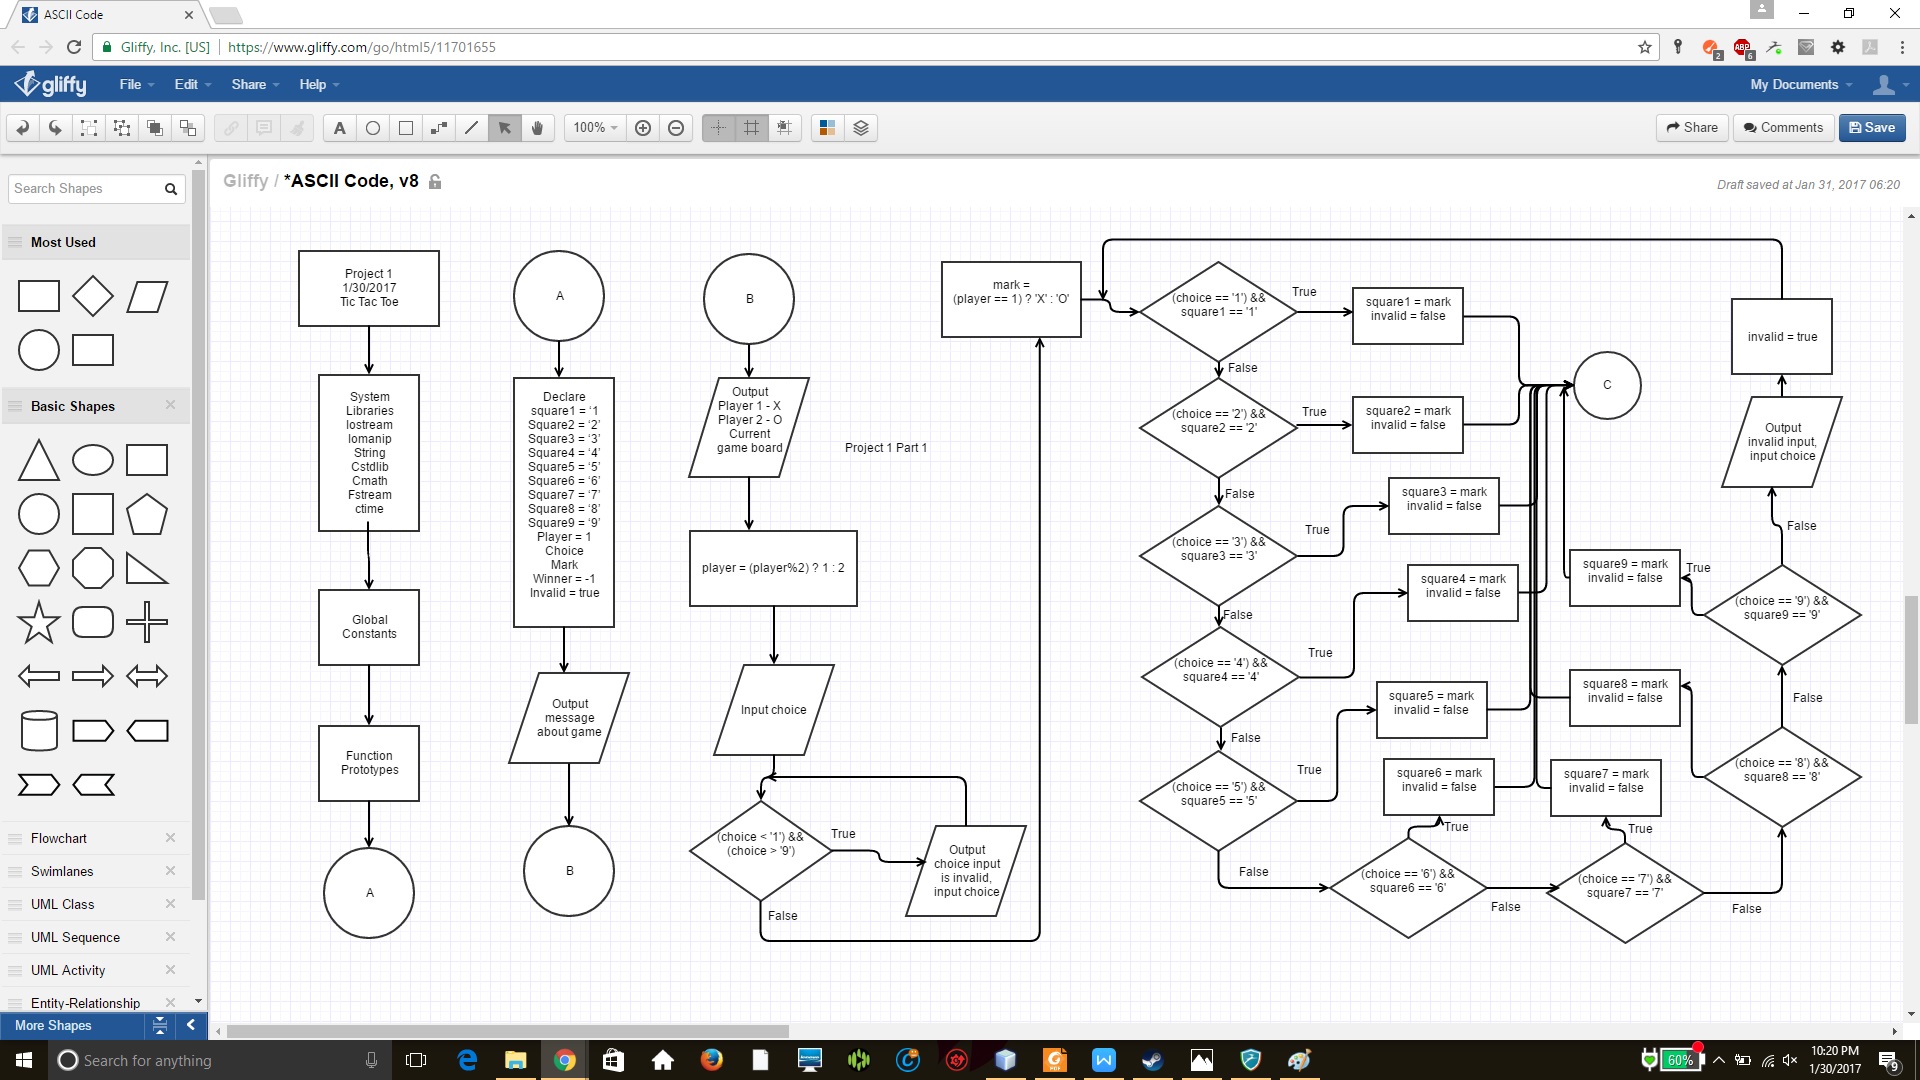 ASCII Code
Gliffy, Inc. [US]
https://www.gliffy.com/go/html5/11701655
2
6
gliffy
File
Edit
Share
Help
My Documents
A
100%
Share
Comments
Save
Search Shapes
Gliffy / *ASCII Code, v8
Draft saved at Jan 31, 2017 06:20
Most Used
Basic Shapes
Flowchart
Swimlanes
UML Class
UML Sequence
UML Activity
Entity-Relationship
More Shapes
Project 1
1/30/2017
Tic Tac Toe
System
Libraries
Iostream
Iomanip
String
Cstdlib
Cmath
Fstream
ctime
Global
Constants
Function
Prototypes
A
A
Declare
square1 = ‘1
Square2 = ‘2’
Square3 = ‘3’
Square4 = ‘4’
Square5 = ‘5’
Square6 = ‘6’
Square7 = ‘7’
Square8 = ‘8’
Square9 = ‘9’
Player = 1
Choice
Mark
Winner = -1
Invalid = true
Output
message
about game
B
B
Output
Player 1 - X
Player 2 - O
Current
game board
Project 1 Part 1
player = (player%2) ? 1 : 2
Input choice
(choice < '1') &&
(choice > '9')
True
False
Output
choice input
is invalid,
input choice
mark =
(player == 1) ? 'X' : 'O'
(choice == '1') &&
square1 == '1'
True
False
square1 = mark
invalid = false
(choice == '2') &&
square2 == '2'
True
False
square2 = mark
invalid = false
(choice == '3') &&
square3 == '3'
True
False
square3 = mark
invalid = false
(choice == '4') &&
square4 == '4'
True
False
square4 = mark
invalid = false
(choice == '5') &&
square5 == '5'
True
False
square5 = mark
invalid = false
(choice == '6') &&
square6 == '6'
True
False
square6 = mark
invalid = false
(choice == '7') &&
square7 == '7'
True
False
square7 = mark
invalid = false
(choice == '8') &&
square8 == '8'
False
square8 = mark
invalid = false
(choice == '9') &&
square9 == '9'
True
False
square9 = mark
invalid = false
C
Output
invalid input,
input choice
invalid = true
Search for anything
60%
10:20 PM
1/30/2017
9